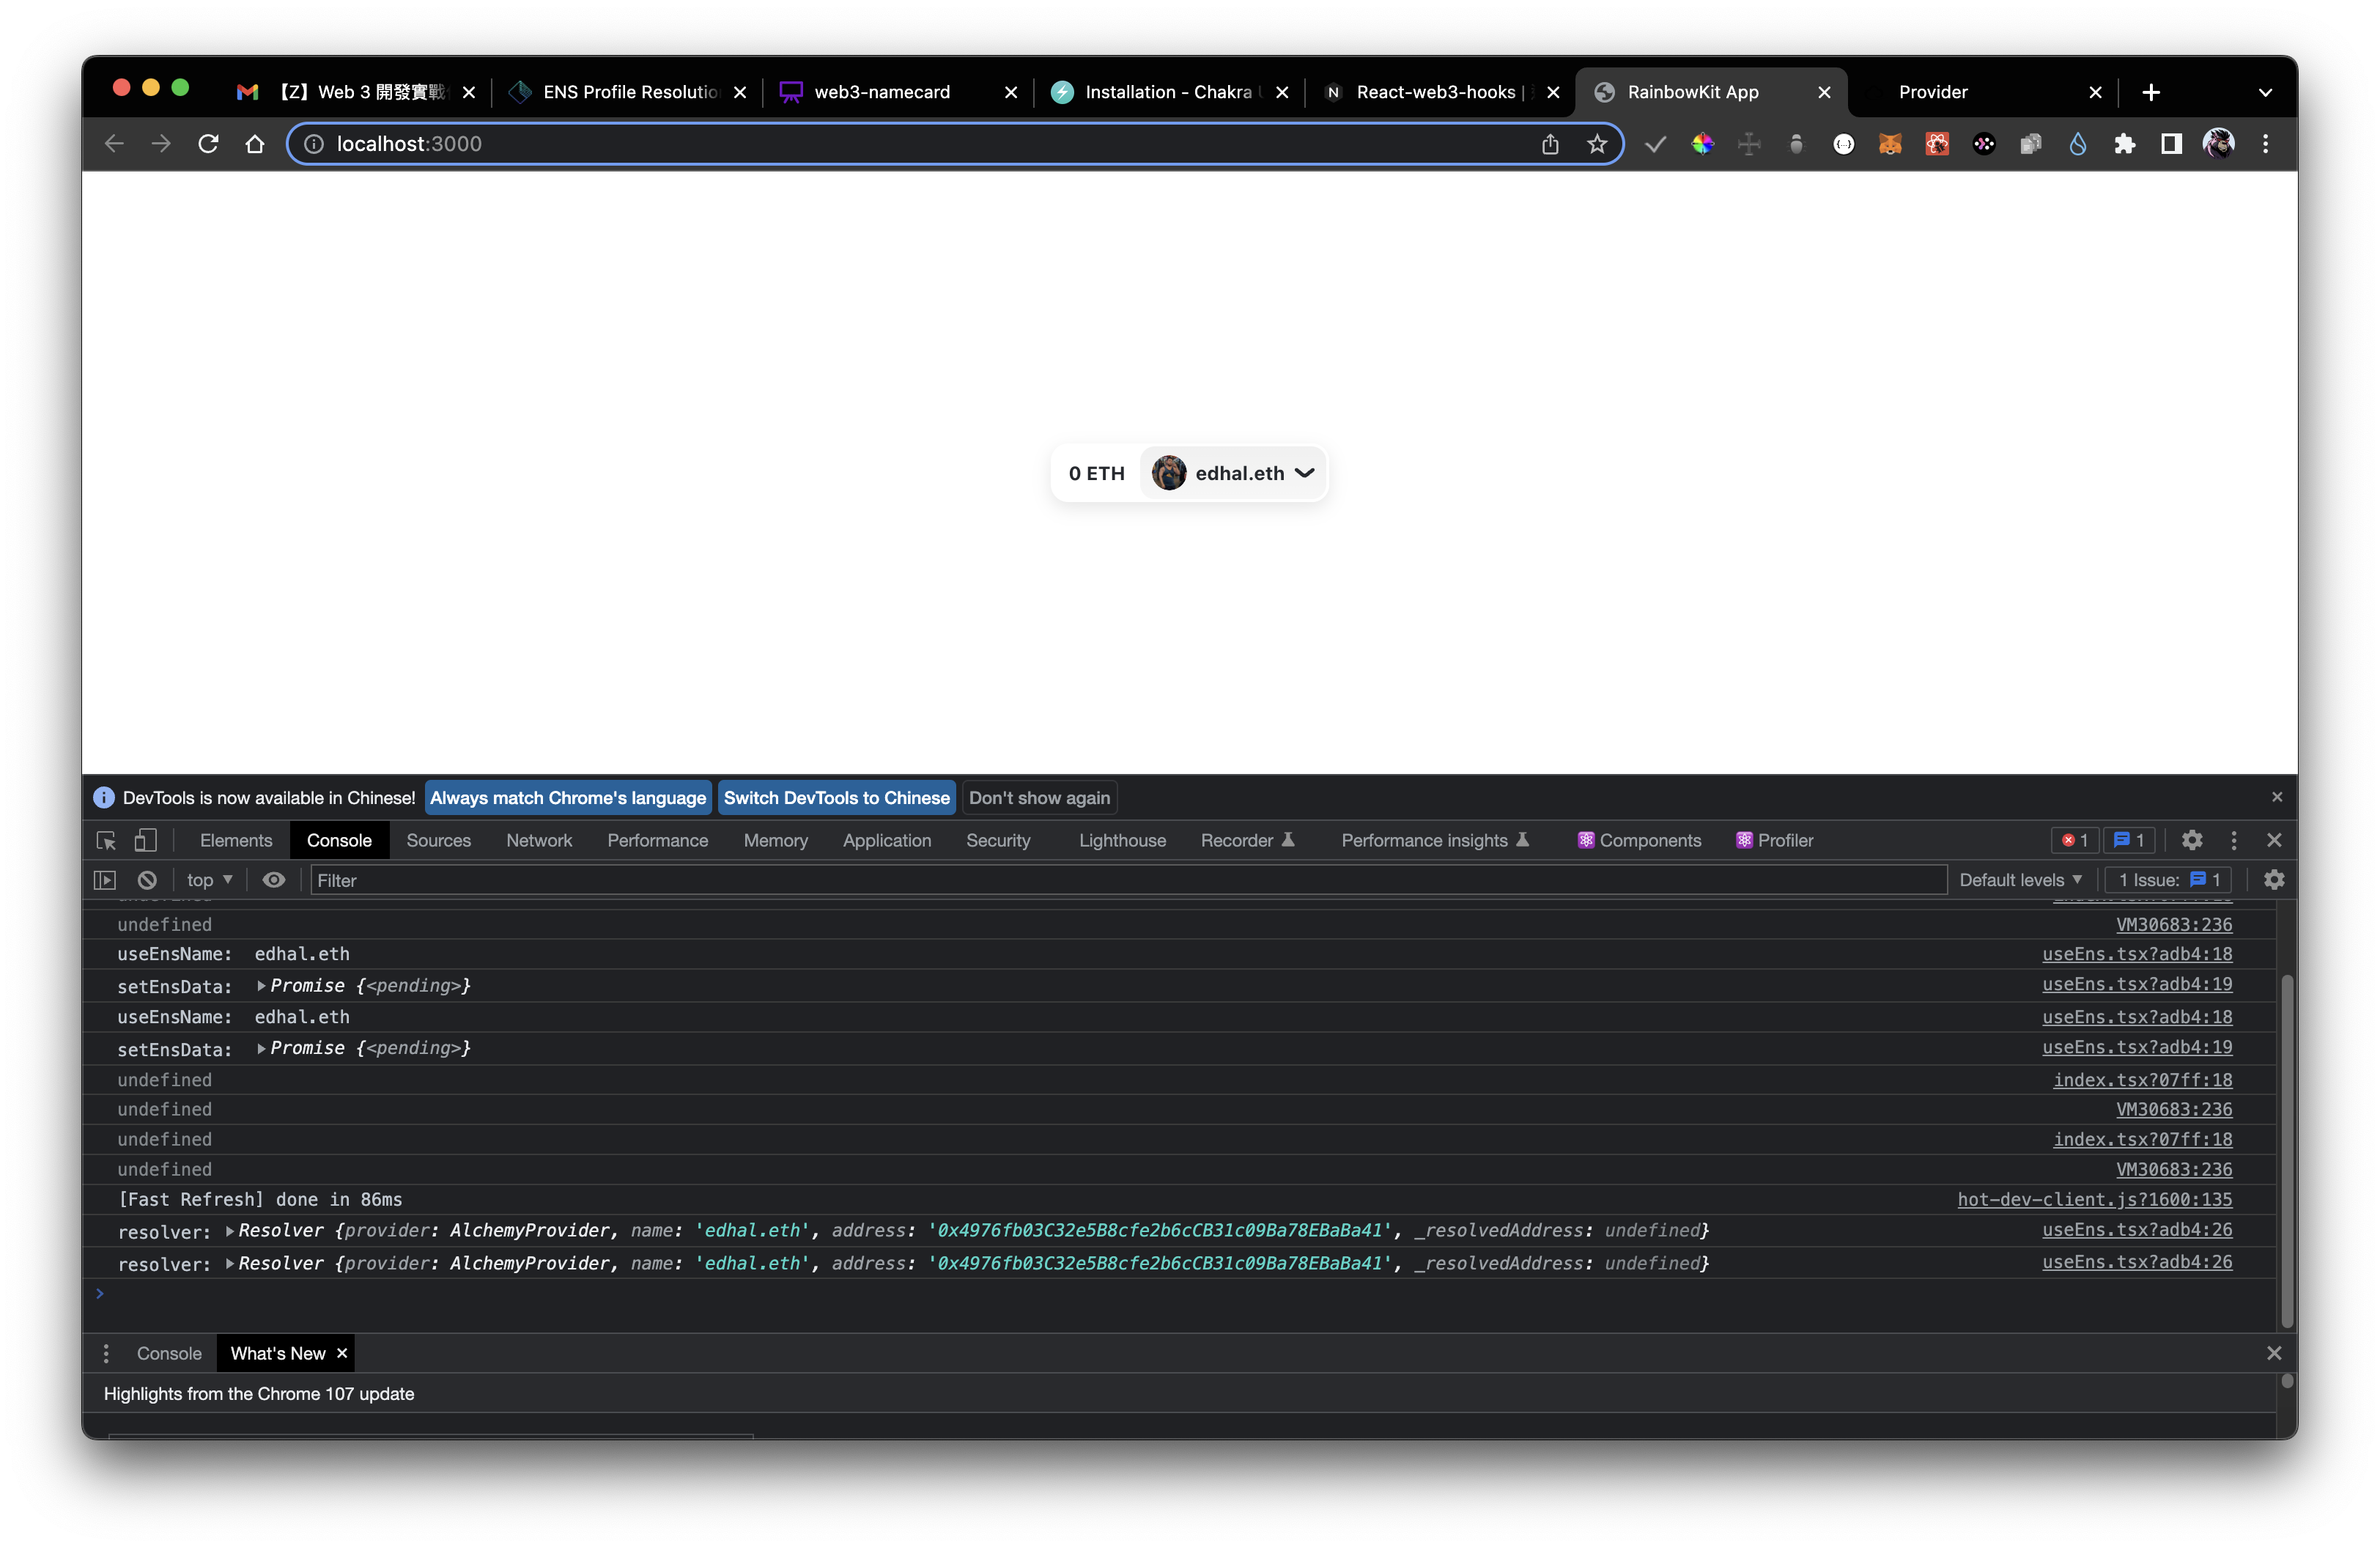 【Z】Web 3 開發實戰
ENS Profile Resolution
web3-namecard
Installation - Chakra U
React-web3-hooks |
RainbowKit App
Provider
localhost:3000
0 ETH
edhal.eth
DevTools is now available in Chinese!
Always match Chrome's language
Switch DevTools to Chinese
Don't show again
Elements
Console
Sources
Network
Performance
Memory
Application
Security
Lighthouse
Recorder
Performance insights
Components
Profiler
1
1
top
Filter
Default levels
1 Issue: 1
undefined VM30683:236
useEnsName: edhal.eth useEns.tsx?adb4:18
setEnsData: Promise {<pending>} useEns.tsx?adb4:19
useEnsName: edhal.eth useEns.tsx?adb4:18
setEnsData: Promise {<pending>} useEns.tsx?adb4:19
undefined index.tsx?07ff:18
undefined VM30683:236
undefined index.tsx?07ff:18
undefined VM30683:236
[Fast Refresh] done in 86ms hot-dev-client.js?1600:135
resolver: Resolver {provider: AlchemyProvider, name: 'edhal.eth', address: '0x4976fb03C32e5B8cfe2b6cCB31c09Ba78EBaBa41', _resolvedAddress: undefined} useEns.tsx?adb4:26
resolver: Resolver {provider: AlchemyProvider, name: 'edhal.eth', address: '0x4976fb03C32e5B8cfe2b6cCB31c09Ba78EBaBa41', _resolvedAddress: undefined} useEns.tsx?adb4:26
Console
What's New
Highlights from the Chrome 107 update